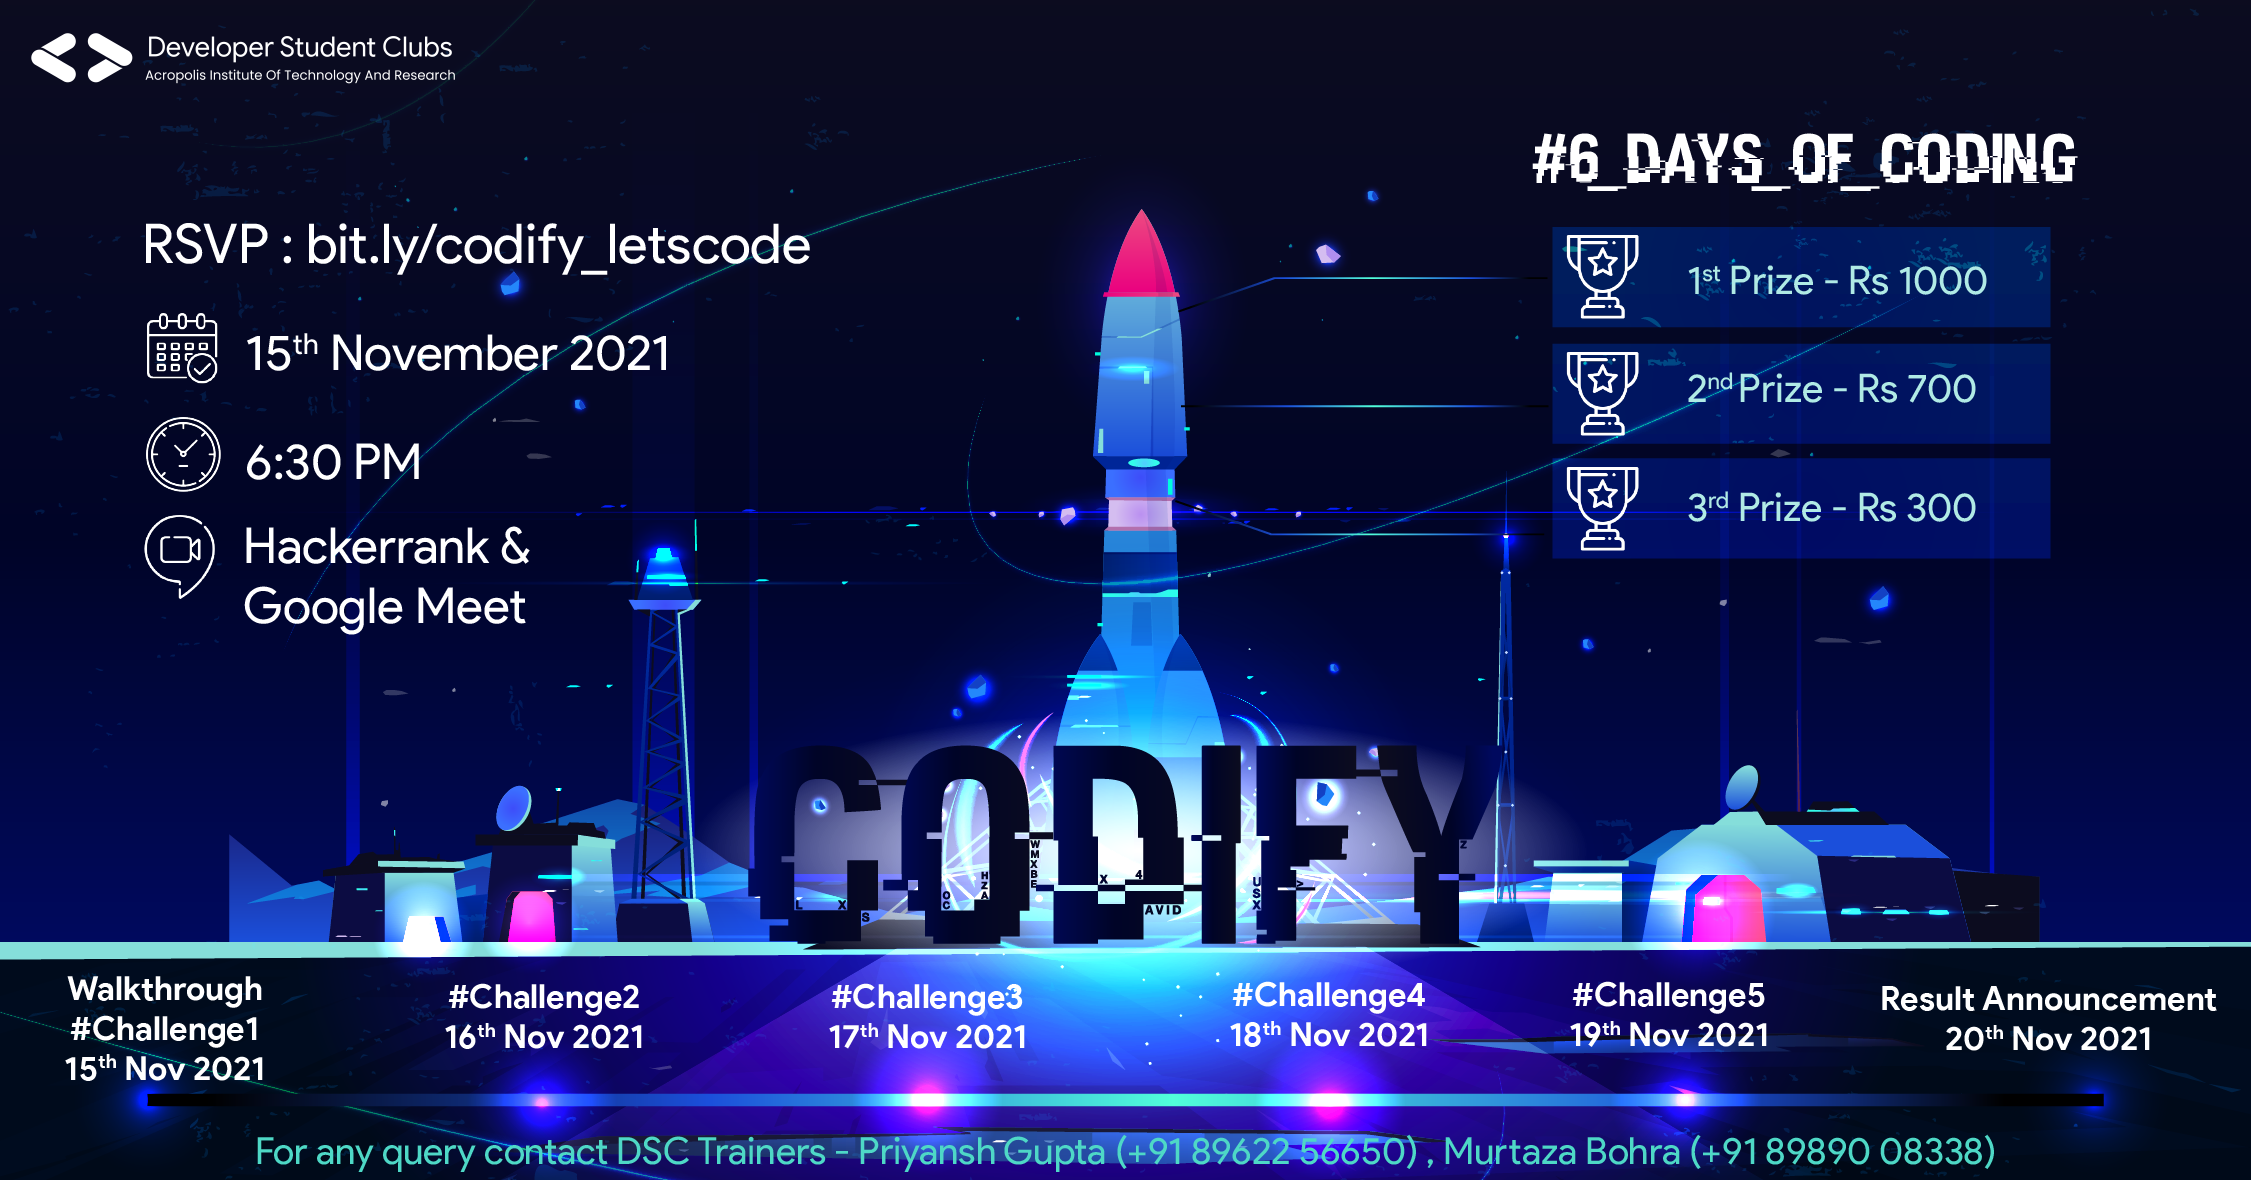 Developer Student Clubs
Acropolis Institute Of Technology And Research
#6_DAYS_OF_CODING
RSVP : bit.ly/codify_letscode
15th November 2021
6:30 PM
Hackerrank &
Google Meet
1st Prize - Rs 1000
2nd Prize - Rs 700
3rd Prize - Rs 300
CODIFY
Walkthrough
#Challenge1
15th Nov 2021
#Challenge2
16th Nov 2021
#Challenge3
17th Nov 2021
#Challenge4
18th Nov 2021
#Challenge5
19th Nov 2021
Result Announcement
20th Nov 2021
For any query contact DSC Trainers - Priyansh Gupta (+91 89622 56650) , Murtaza Bohra (+91 89890 08338)